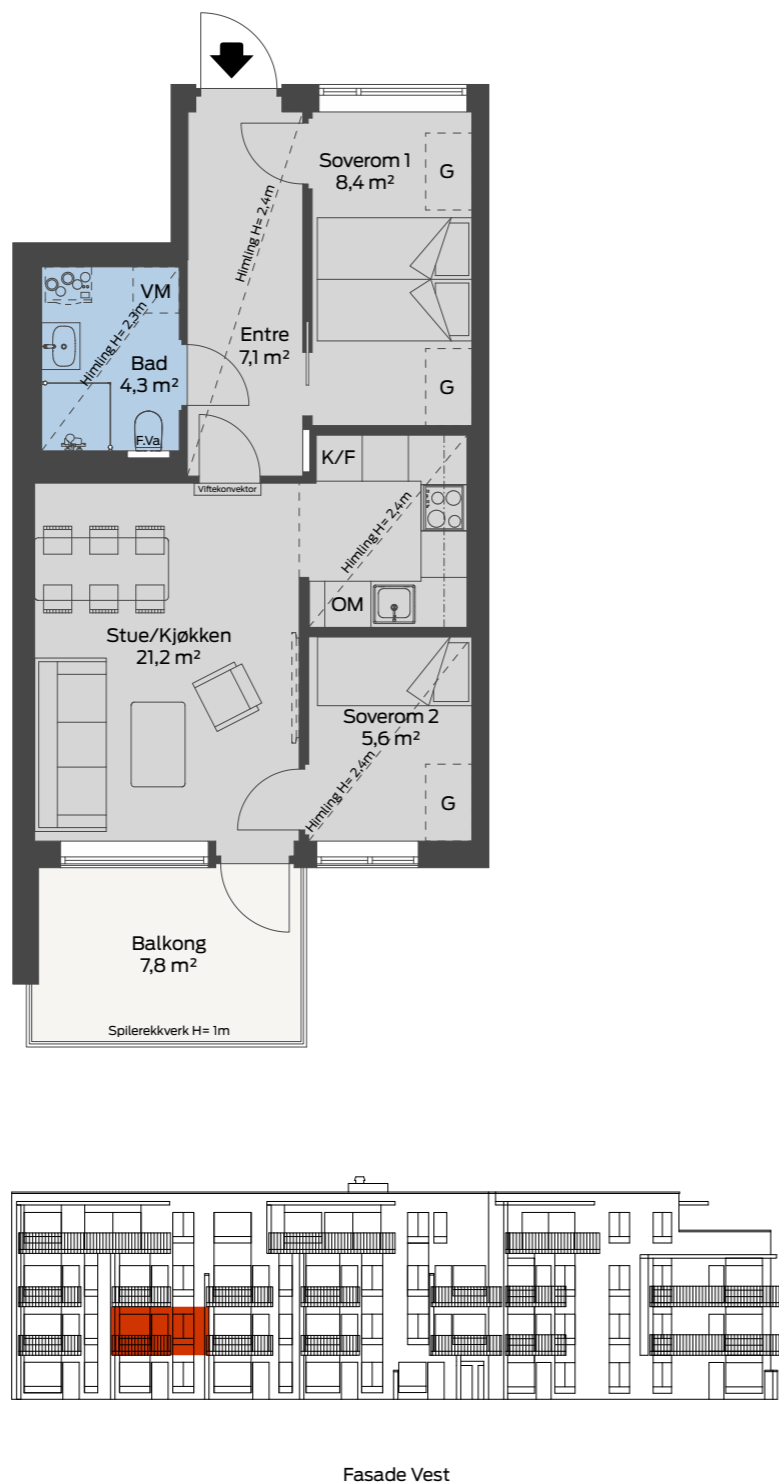 Soverom 1
8,4 m²
G
Himling H= 2,4m
VM
Himling H= 2,3m
Bad
4,3 m²
Entre
7,1 m²
G
F.Va
K/F
Viftekonvektor
Himling H= 2,4m
OM
Stue/Kjøkken
21,2 m²
Soverom 2
5,6 m²
Himling H= 2,4m
G
Balkong
7,8 m²
Spilerekkverk H= 1m
Fasade Vest